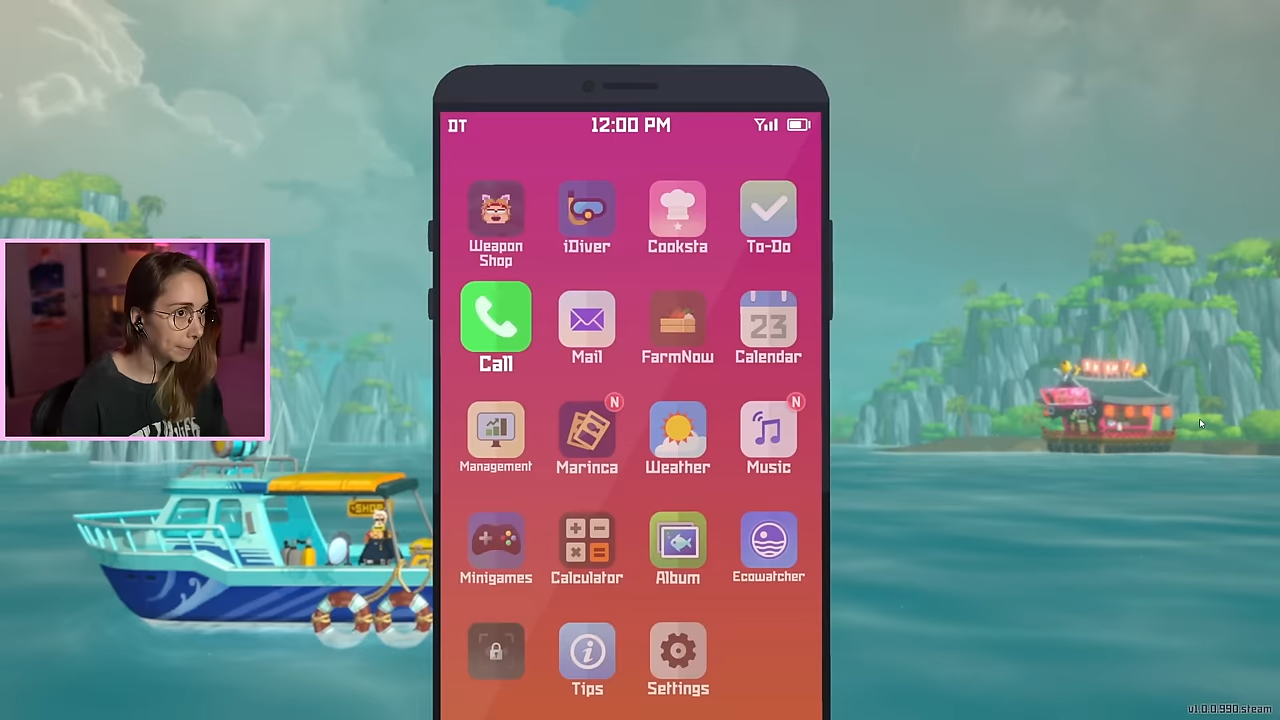 DT
12:00 PM
Weapon
Shop
iDiver
Cooksta
To-Do
Call
Mail
FarmNow
23
Calendar
N
N
Management
Marinca
Weather
Music
SHOP
Minigames
Calculator
Album
Ecowatcher
Tips
Settings
v1.0.0.990.steam